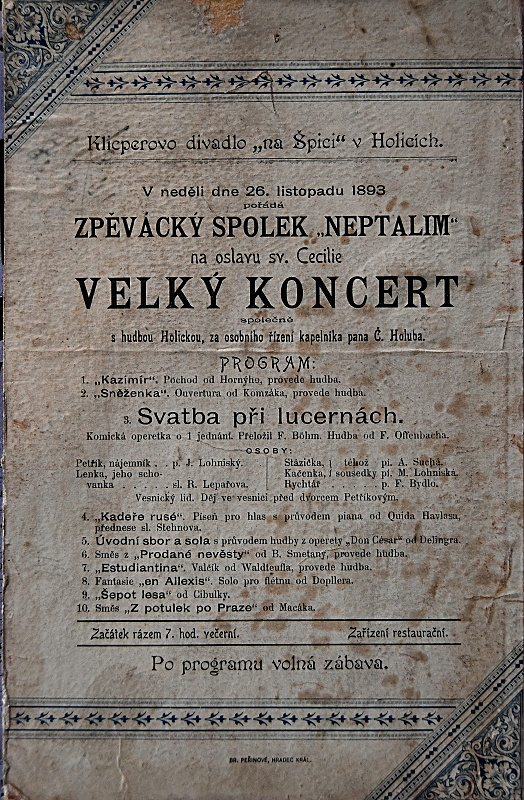 Klicperovo divadlo „na Špici“ v Holicích.
V neděli dne 26. listopadu 1893
pořádá
ZPĚVÁCKÝ SPOLEK „NEPTALIM“
na oslavu sv. Cecilie
VELKÝ KONCERT
společně
s hudbou Holickou, za osobního řízení kapelníka pana Č. Holuba.
PROGRAM:
1. „Kazimír“. Pochod od Hornýho, provede hudba.
2. „Sněženka“. Ouvertura od Komzáka, provede hudba.
3. Svatba při lucernách.
Komická operetka o 1 jednání. Přeložil F. Böhm. Hudba od F. Offenbacha.
OSOBY:
Petřík, nájemník . . p. J. Lohniský.
Lenka, jeho scho-
vanka . . . . . sl. R. Lepařova.
Stázička, } téhož pí. A. Suchá.
Kačenka, } sousedky pí. M. Lohniská.
Rychtář . . . . p. F. Bydlo.
Vesnický lid. Děj ve vesnici před dvorcem Petříkovým.
4. „Kadeře rusé“. Píseň pro hlas s průvodem piana od Quida Havlasa,
přednese sl. Stehnova.
5. Úvodní sbor a sola s průvodem hudby z operety „Don César“ od Delingra.
6. Směs z „Prodané nevěsty“ od B. Smetany, provede hudba.
7. „Estudiantina“. Valčík od Waldteufla, provede hudba.
8. Fantasie „en Allexis“. Solo pro flétnu od Dopllera.
9. „Šepot lesa“ od Cibulky.
10. Směs „Z potulek po Praze“ od Macáka.
Začátek rázem 7. hod. večerní. Zařízení restaurační.
Po programu volná zábava.
BR. PEŘINOVÉ, HRADEC KRÁL.